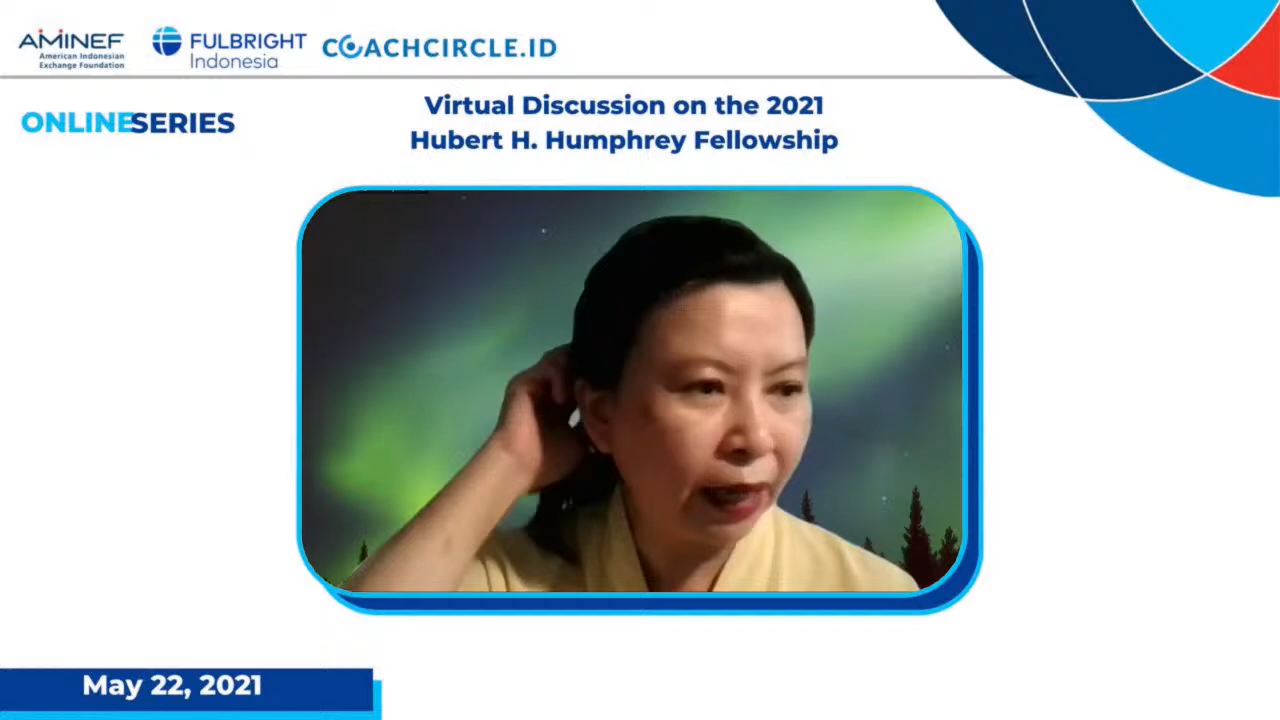 AMINEF
American Indonesian
Exchange Foundation
FULBRIGHT
Indonesia
COACHCIRCLE.ID
ONLINESERIES
Virtual Discussion on the 2021
Hubert H. Humphrey Fellowship
May 22, 2021